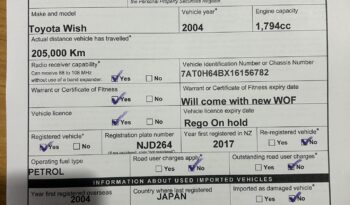 the Personal Property Securities Register
Make and model
Vehicle year*
Engine capacity
Toyota Wish
2004
1,794cc
Actual distance vehicle has travelled*
205,000 Km
Radio receiver capability*
Vehicle Identification Number or Chassis Number
Can receive 88 to 108 MHz
without use of a band expander.
Yes No
7AT0H64BX16156782
Warrant or Certificate of Fitness
Warrant or Certificate of Fitness expiry date
Yes No
Will come with new WOF
Vehicle licence
Vehicle licence expiry date
Yes No
Rego On hold
Registered vehicle*
Registration plate number
Year first registered in NZ
Re-registered vehicle*
Yes No
NJD264
2017
Yes No
Operating fuel type
Road user charges apply*
Outstanding road user charges*
PETROL
Yes No
Yes No
INFORMATION ABOUT USED IMPORTED VEHICLES
Year first registered overseas
Country where last registered
Imported as damaged vehicle*
2004
JAPAN
Yes No